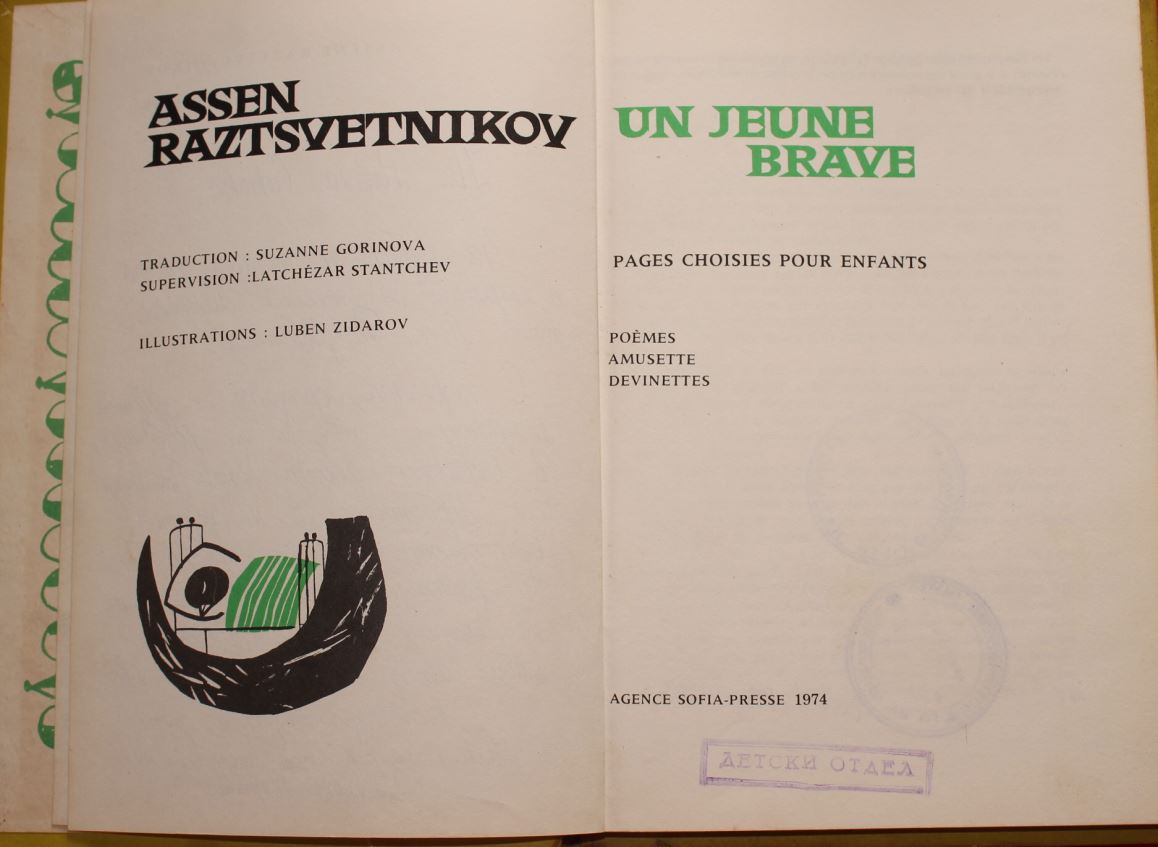 ASSEN
RAZTSVETNIKOV
TRADUCTION : SUZANNE GORINOVA
SUPERVISION :LATCHÉZAR STANTCHEV
ILLUSTRATIONS : LUBEN ZIDAROV
UN JEUNE
BRAVE
PAGES CHOISIES POUR ENFANTS
POÈMES
AMUSETTE
DEVINETTES
AGENCE SOFIA-PRESSE 1974
ДЕТСКИ ОТДЕЛ